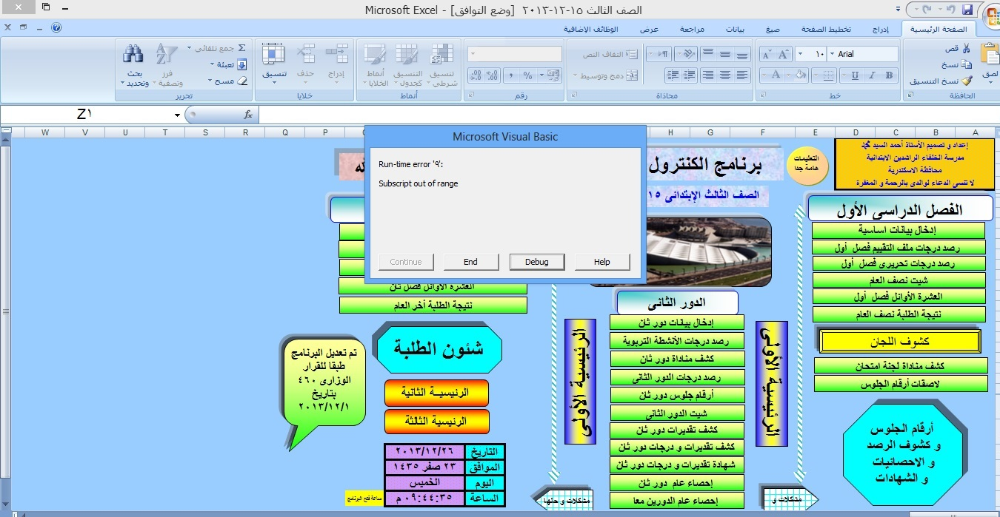 الصف الثالث ١٥-١٢-٢٠١٣ [وضع التوافق] - Microsoft Excel
الصفحة الرئيسية
إدراج
تخطيط الصفحة
صيغ
بيانات
مراجعة
عرض
الوظائف الإضافية
لصق
قص
نسخ
نسخ التنسيق
الحافظة
Arial
١٠
خط
التفاف النص
دمج وتوسيط
محاذاة
رقم
تنسيق شرطي
التنسيق كجدول
أنماط الخلايا
أنماط
إدراج
حذف
تنسيق
خلايا
جمع تلقائي
تعبئة
مسح
فرز وتصفية
بحث وتحديد
تحرير
Z١
fx
A B C D E F G H
P Q R S T U V W
إعداد و تصميم الأستاذ أحمد السيد محمد
مدرسة الخلفاء الراشدين الابتدائية
محافظة الاسكندرية
لا تنسى الدعاء لوالدى بالرحمة و المغفرة
التعليمات
هامة جدا
برنامج الكنترول
الصف الثالث الإبتدائى ١٥
Microsoft Visual Basic
Run-time error '٩':
Subscript out of range
Continue
End
Debug
Help
الفصل الدراسى الأول
إدخال بيانات اساسية
رصد درجات ملف التقييم فصل أول
رصد درجات تحريرى فصل أول
شيت نصف العام
العشرة الأوائل فصل أول
نتيجة الطلبة نصف العام
كشوف اللجان
كشف مناداة لجنة امتحان
لاصقات أرقام الجلوس
أرقام الجلوس
و كشوف الرصد
و الاحصائيات
و الشهادات
الرئيسية الأولى
مشكلات و
الدور الثانى
إدخال بيانات دور ثان
رصد درجات الأنشطة التربوية
كشف مناداة دور ثان
رصد درجات الدور الثانى
أرقام جلوس دور ثان
شيت الدور الثانى
كشف تقديرات دور ثان
كشف تقديرات و درجات دور ثان
شهادة تقديرات و درجات دور ثان
إحصاء عام دور ثان
إحصاء عام الدورين معا
الرئيسية الأولى
مشكلات و حلها
العشرة الأوائل فصل ثان
نتيجة الطلبة أخر العام
شئون الطلبة
الرئيسية الثانية
الرئيسية الثالثة
التاريخ ٢٠١٣/١٢/٢٦
الموافق ٢٣ صفر ١٤٣٥
اليوم الخميس
الساعة ٠٩:٤٤:٣٥ م
ساعة فتح البرنامج
تم تعديل البرنامج
طبقا للقرار
الوزارى ٤٦٠
بتاريخ
٢٠١٣/١٢/١